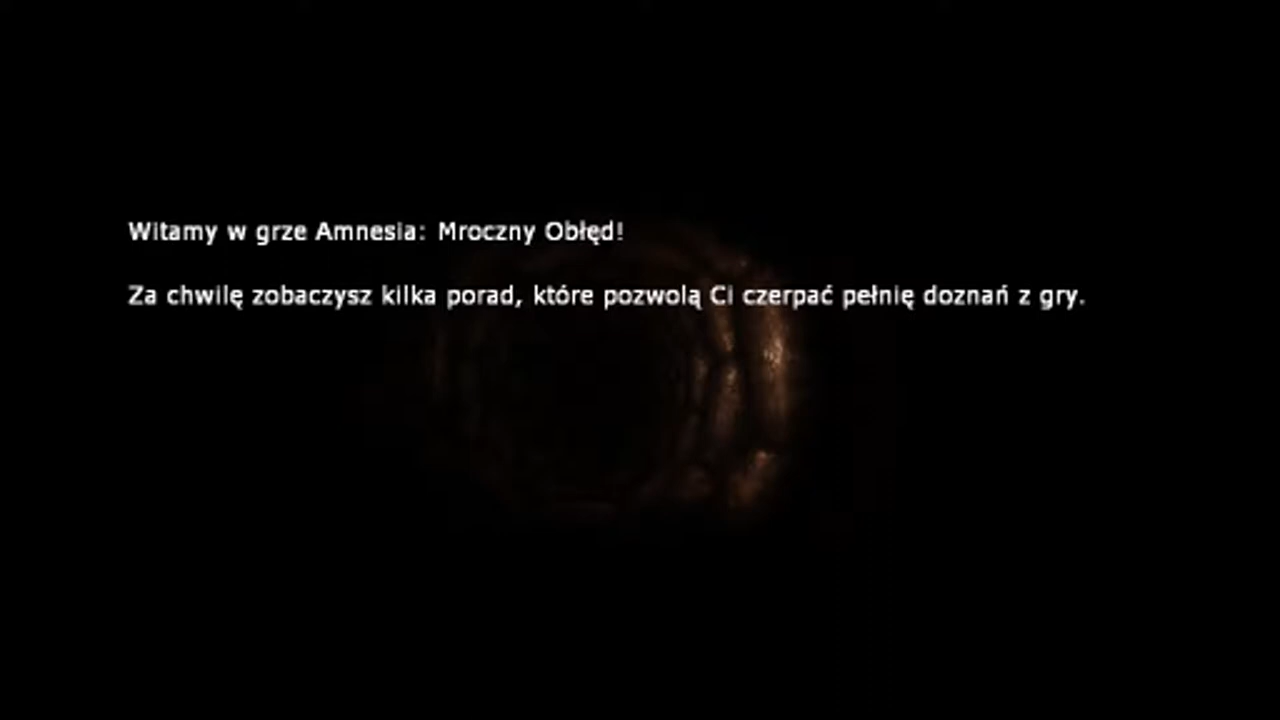 Witamy w grze Amnesia: Mroczny Obłęd!
Za chwilę zobaczysz kilka porad, które pozwolą Ci czerpać pełnię doznań z gry.